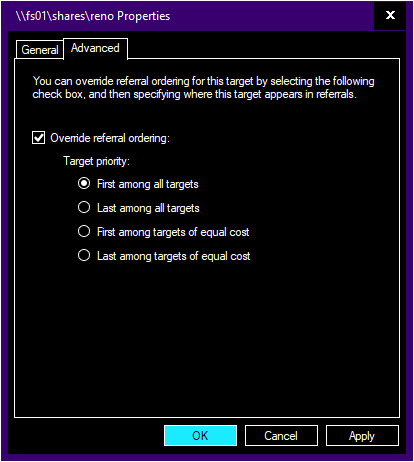 \\fs01\shares\reno Properties
x
General
Advanced
You can override referral ordering for this target by selecting the following
check box, and then specifying where this target appears in referrals.
Override referral ordering:
Target priority:
First among all targets
Last among all targets
First among targets of equal cost
Last among targets of equal cost
OK
Cancel
Apply